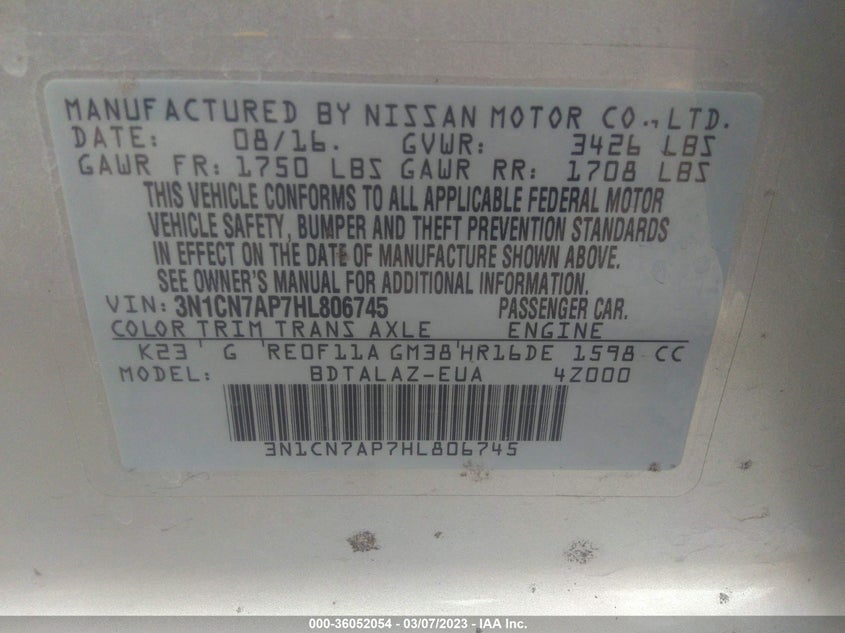 MANUFACTURED BY NISSAN MOTOR CO., LTD.
DATE: 08/16. GVWR: 3426 LBS
GAWR FR: 1750 LBS GAWR RR: 1708 LBS
THIS VEHICLE CONFORMS TO ALL APPLICABLE FEDERAL MOTOR
VEHICLE SAFETY, BUMPER AND THEFT PREVENTION STANDARDS
IN EFFECT ON THE DATE OF MANUFACTURE SHOWN ABOVE.
SEE OWNER'S MANUAL FOR ADDITIONAL INFORMATION.
VIN: 3N1CN7AP7HL806745 PASSENGER CAR.
COLOR TRIM TRANS AXLE ENGINE
K23 ' G 'RE0F11A GM38'HR16DE 1598 CC
MODEL: BDTALAZ-EUA 4Z000
3N1CN7AP7HL806745
000-36052054 - 03/07/2023 - IAA Inc.